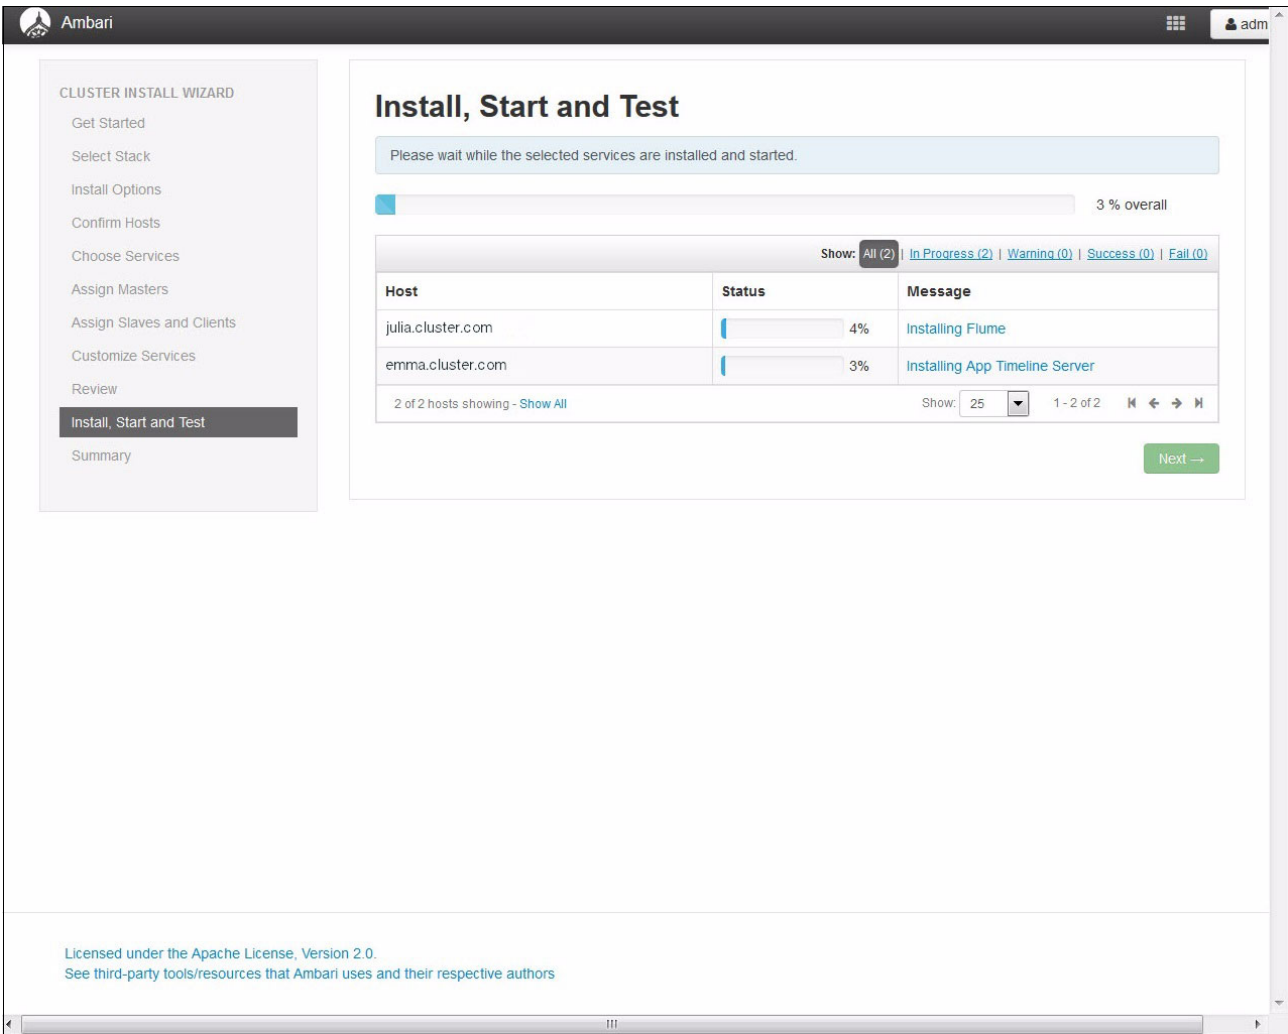 Ambari
adm
CLUSTER INSTALL WIZARD
Get Started
Select Stack
Install Options
Confirm Hosts
Choose Services
Assign Masters
Assign Slaves and Clients
Customize Services
Review
Install, Start and Test
Summary
Install, Start and Test
Please wait while the selected services are installed and started.
3 % overall
Show: All (2) | In Progress (2) | Warning (0) | Success (0) | Fail (0)
Host Status Message
julia.cluster.com 4% Installing Flume
emma.cluster.com 3% Installing App Timeline Server
2 of 2 hosts showing - Show All Show: 25 1 - 2 of 2
Next →
Licensed under the Apache License, Version 2.0.
See third-party tools/resources that Ambari uses and their respective authors